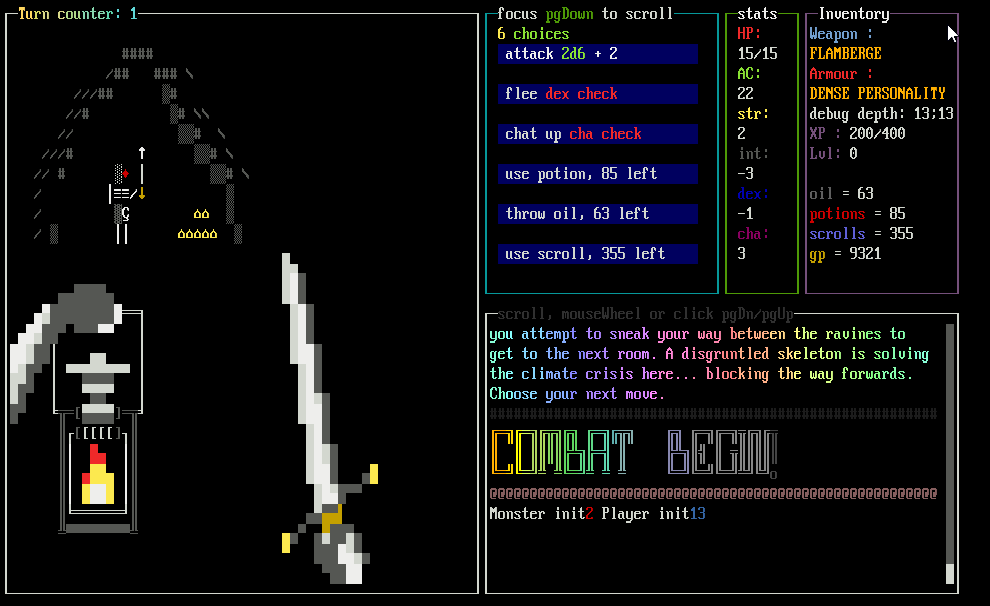 Turn counter: 1
focus pgDown to scroll
6 choices
attack 2d6 + 2
flee dex check
chat up cha check
use potion, 85 left
throw oil, 63 left
use scroll, 355 left
stats
HP:
15/15
AC:
22
str:
2
int:
-3
dex:
-1
cha:
3
Inventory
Weapon :
FLAMBERGE
Armour :
DENSE PERSONALITY
debug depth: 13;13
XP : 200/400
Lvl: 0
oil = 63
potions = 85
scrolls = 355
gp = 9321
scroll, mouseWheel or click pgDn/pgUp
you attempt to sneak your way between the ravines to
get to the next room. A disgruntled skeleton is solving
the climate crisis here... blocking the way forwards.
Choose your next move.
COMBAT BEGUN
Monster init2 Player init13